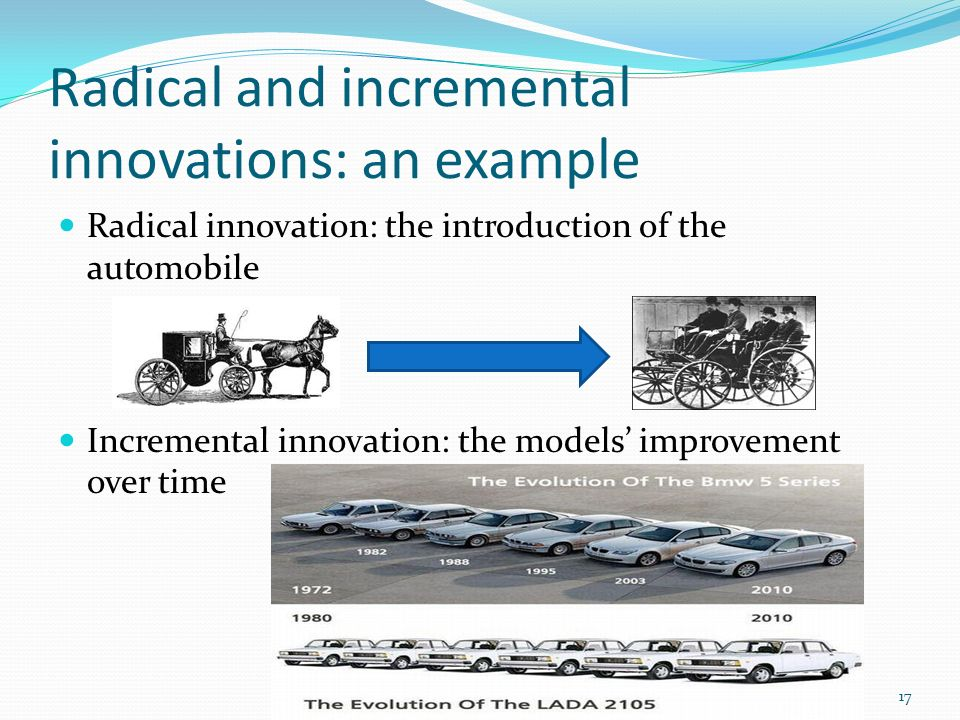 Radical and incremental
innovations: an example
Radical innovation: the introduction of the
automobile
Incremental innovation: the models’ improvement
over time
The Evolution Of The Bmw 5 Series
1972
1982
1988
1995
2003
2010
1980
2010
The Evolution Of The LADA 2105
17